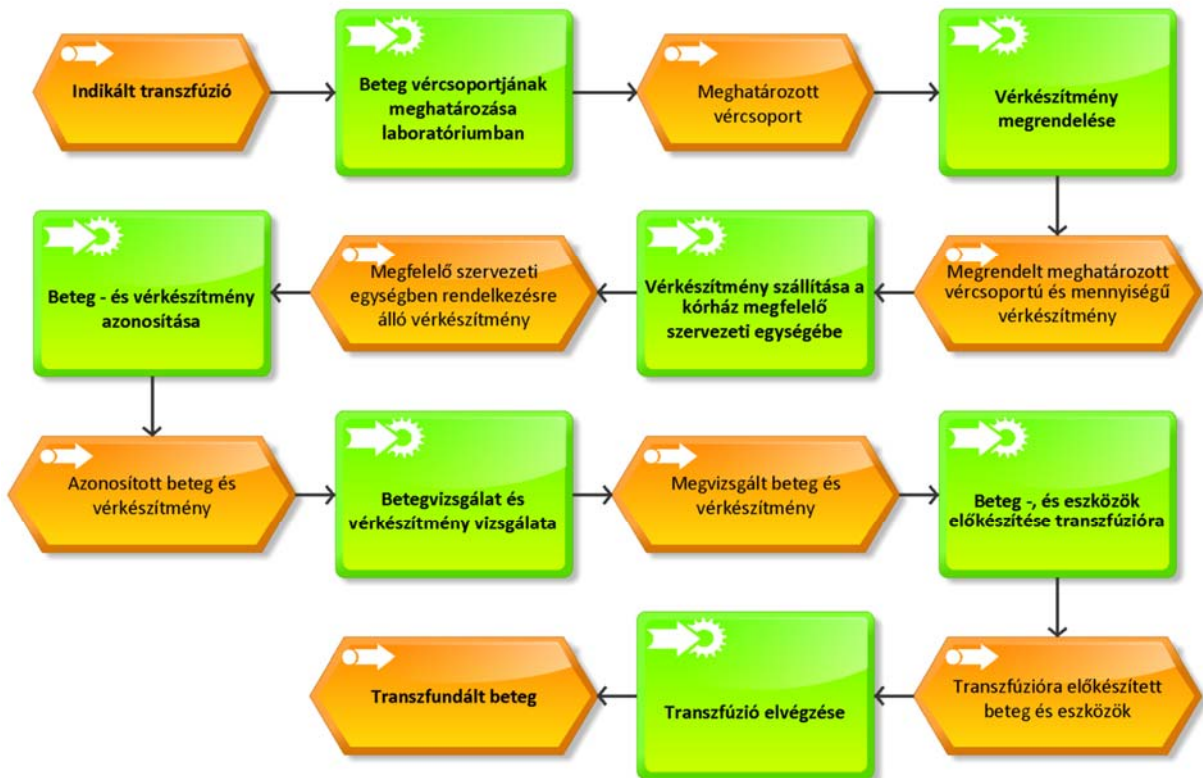 Indikált transzfúzió
Beteg vércsoportjának
meghatározása
laboratóriumban
Meghatározott
vércsoport
Vérkészítmény
megrendelése
Megrendelt meghatározott
vércsoportú és mennyiségű
vérkészítmény
Vérkészítmény szállítása a
kórház megfelelő
szervezeti egységébe
Megfelelő szervezeti
egységben rendelkezésre
álló vérkészítmény
Beteg - és vérkészítmény
azonosítása
Azonosított beteg és
vérkészítmény
Betegvizsgálat és
vérkészítmény vizsgálata
Megvizsgált beteg és
vérkészítmény
Beteg -, és eszközök
előkészítése transzfúzióra
Transzfúzióra előkészített
beteg és eszközök
Transzfúzió elvégzése
Transzfundált beteg